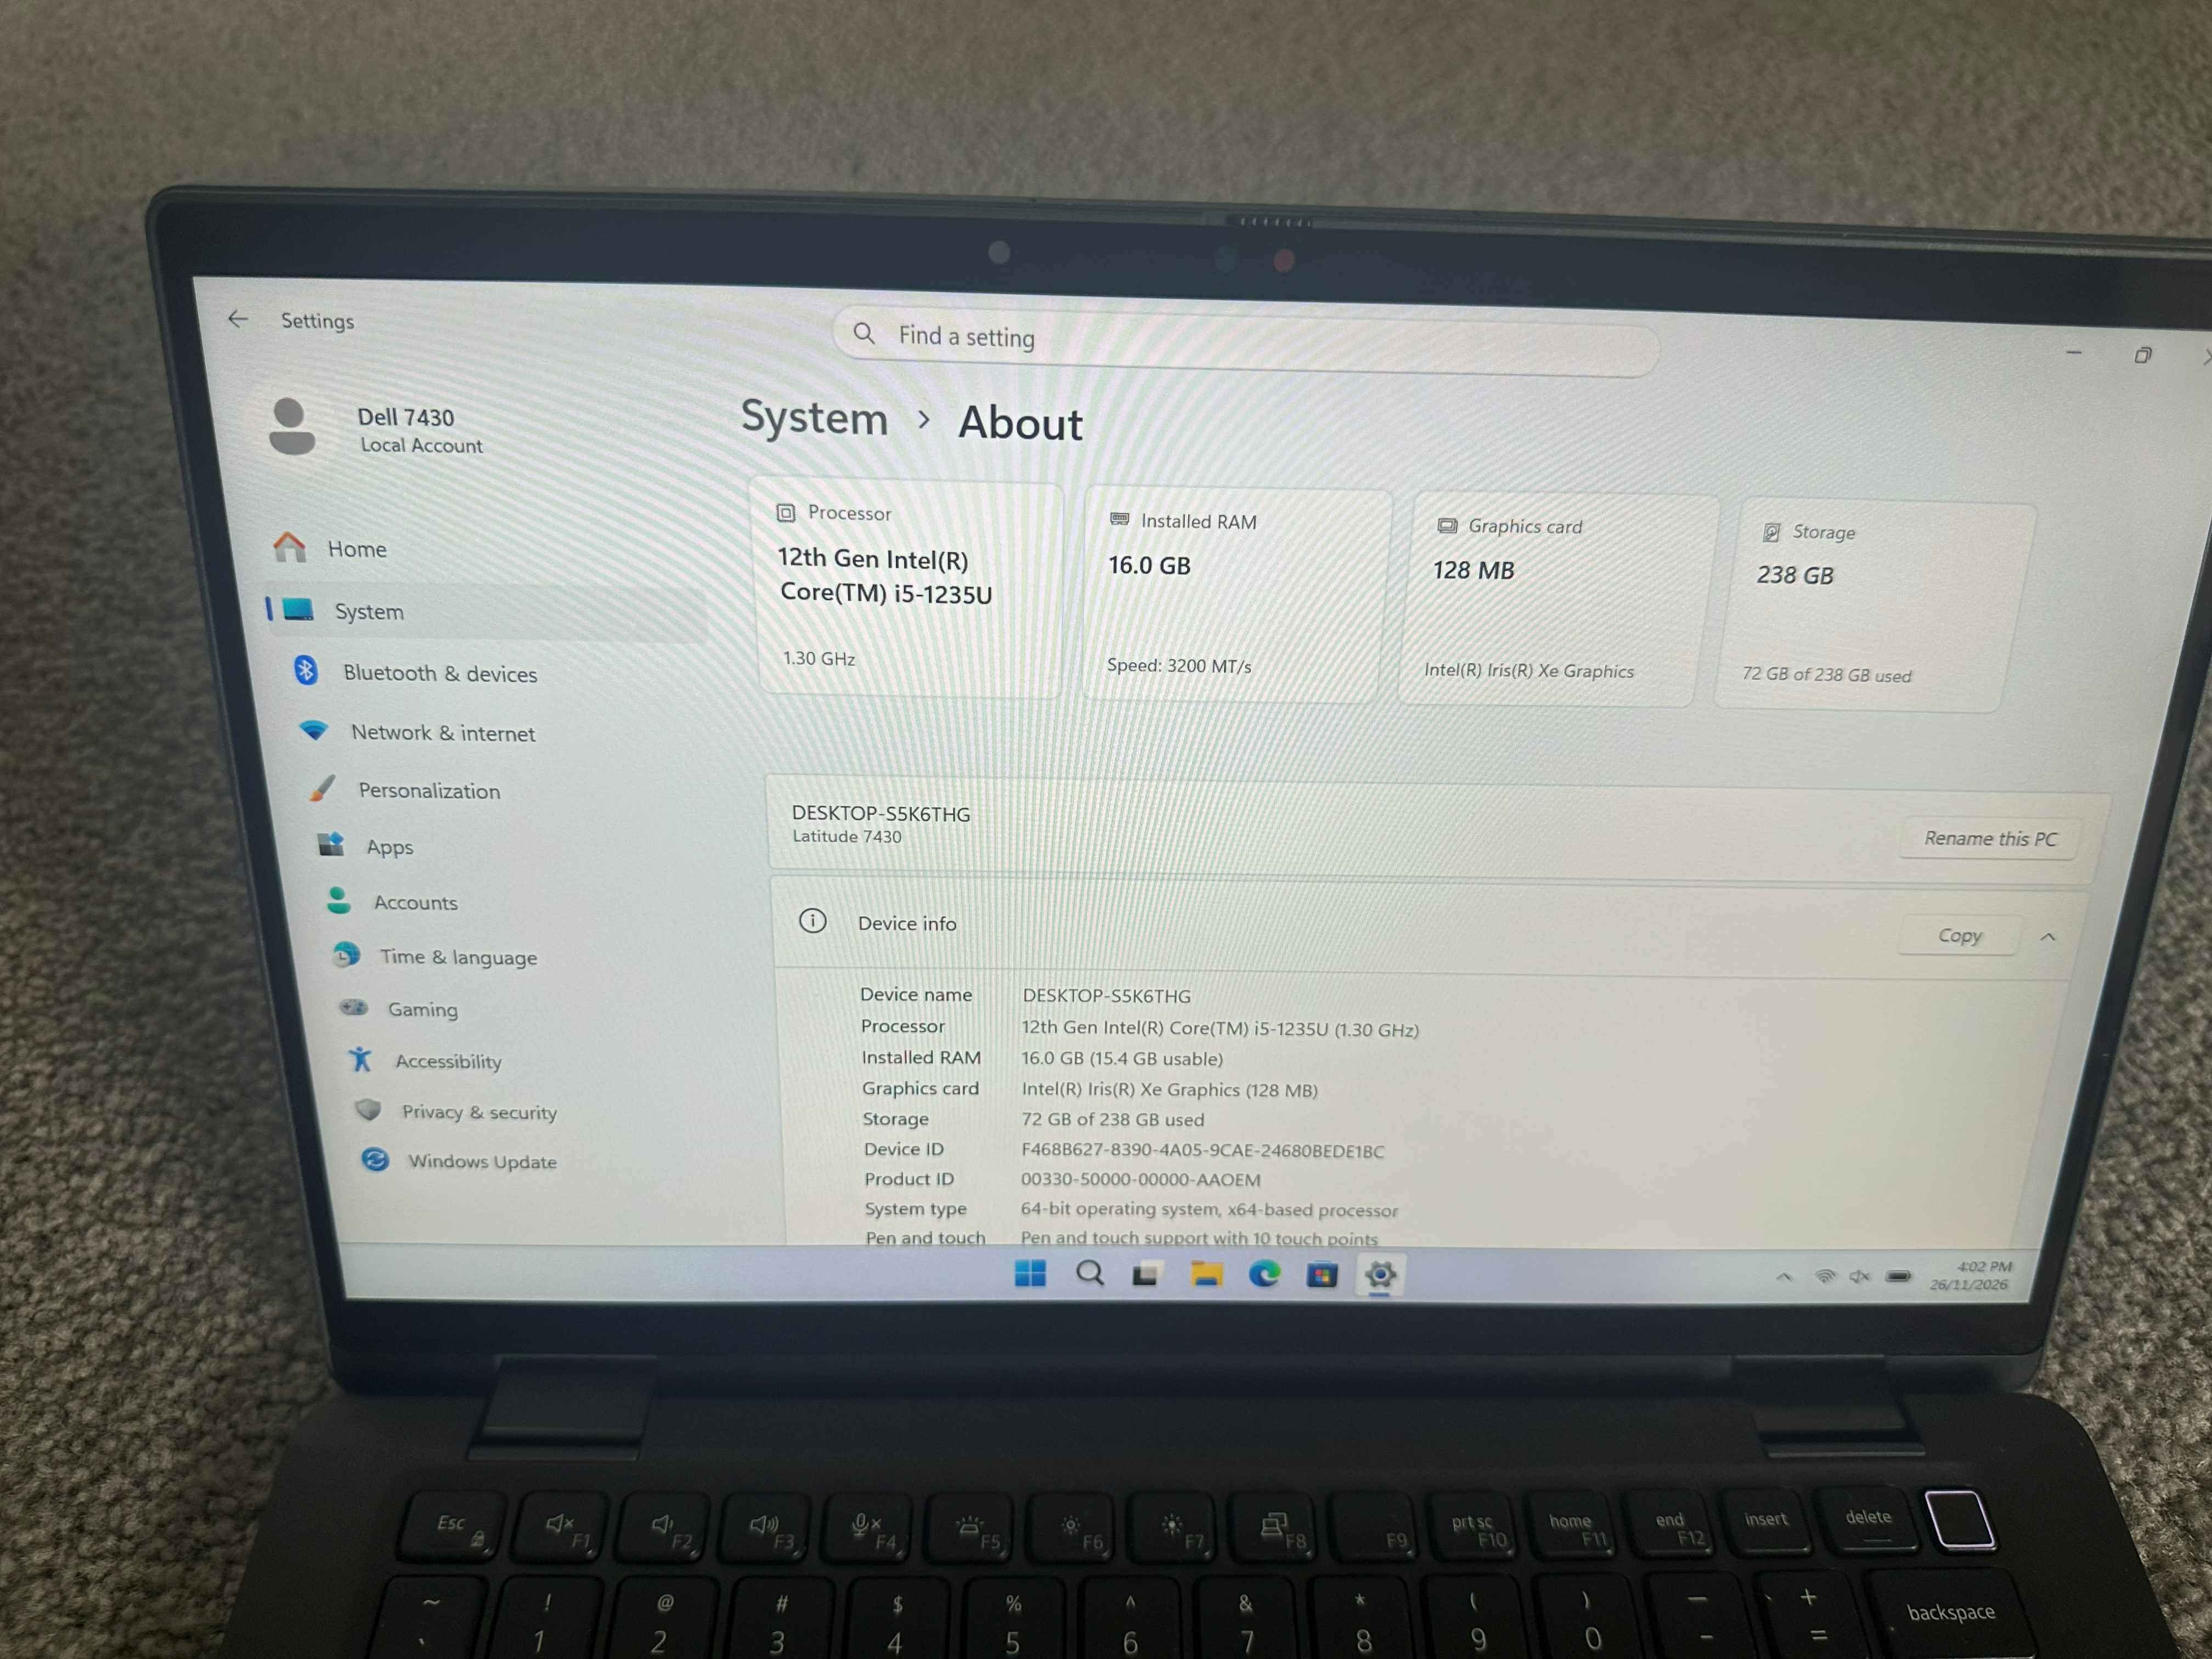 Settings
Find a setting
Dell 7430
Local Account
System > About
Home
System
Bluetooth & devices
Network & internet
Personalization
Apps
Accounts
Time & language
Gaming
Accessibility
Privacy & security
Windows Update
Processor
12th Gen Intel(R)
Core(TM) i5-1235U
1.30 GHz
Installed RAM
16.0 GB
Speed: 3200 MT/s
Graphics card
128 MB
Intel(R) Iris(R) Xe Graphics
Storage
238 GB
72 GB of 238 GB used
DESKTOP-S5K6THG
Latitude 7430
Rename this PC
Device info
Copy
Device name DESKTOP-S5K6THG
Processor 12th Gen Intel(R) Core(TM) i5-1235U (1.30 GHz)
Installed RAM 16.0 GB (15.4 GB usable)
Graphics card Intel(R) Iris(R) Xe Graphics (128 MB)
Storage 72 GB of 238 GB used
Device ID F468B627-8390-4A05-9CAE-24680BEDE1BC
Product ID 00330-50000-00000-AAOEM
System type 64-bit operating system, x64-based processor
Pen and touch Pen and touch support with 10 touch points
4:02 PM
26/11/2026
Esc F1 F2 F3 F4 F5 F6 F7 F8 F9 prt sc F10 home F11 end F12 insert delete
~ ! @ # $ % ^ & * ( ) — +
` 1 2 3 4 5 6 7 8 9 0 - = backspace